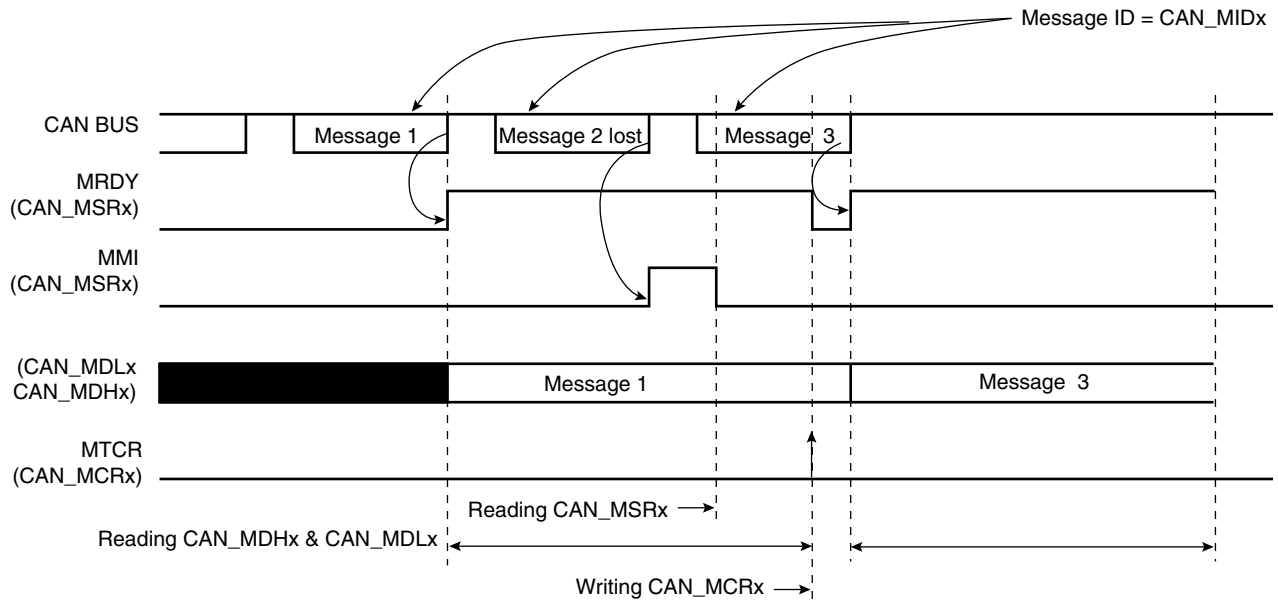 Message ID = CAN_MIDx
CAN BUS
Message 1
Message 2 lost
Message 3
MRDY
(CAN_MSRx)
MMI
(CAN_MSRx)
(CAN_MDLx
CAN_MDHx)
Message 1
Message 3
MTCR
(CAN_MCRx)
Reading CAN_MSRx
Reading CAN_MDHx & CAN_MDLx
Writing CAN_MCRx